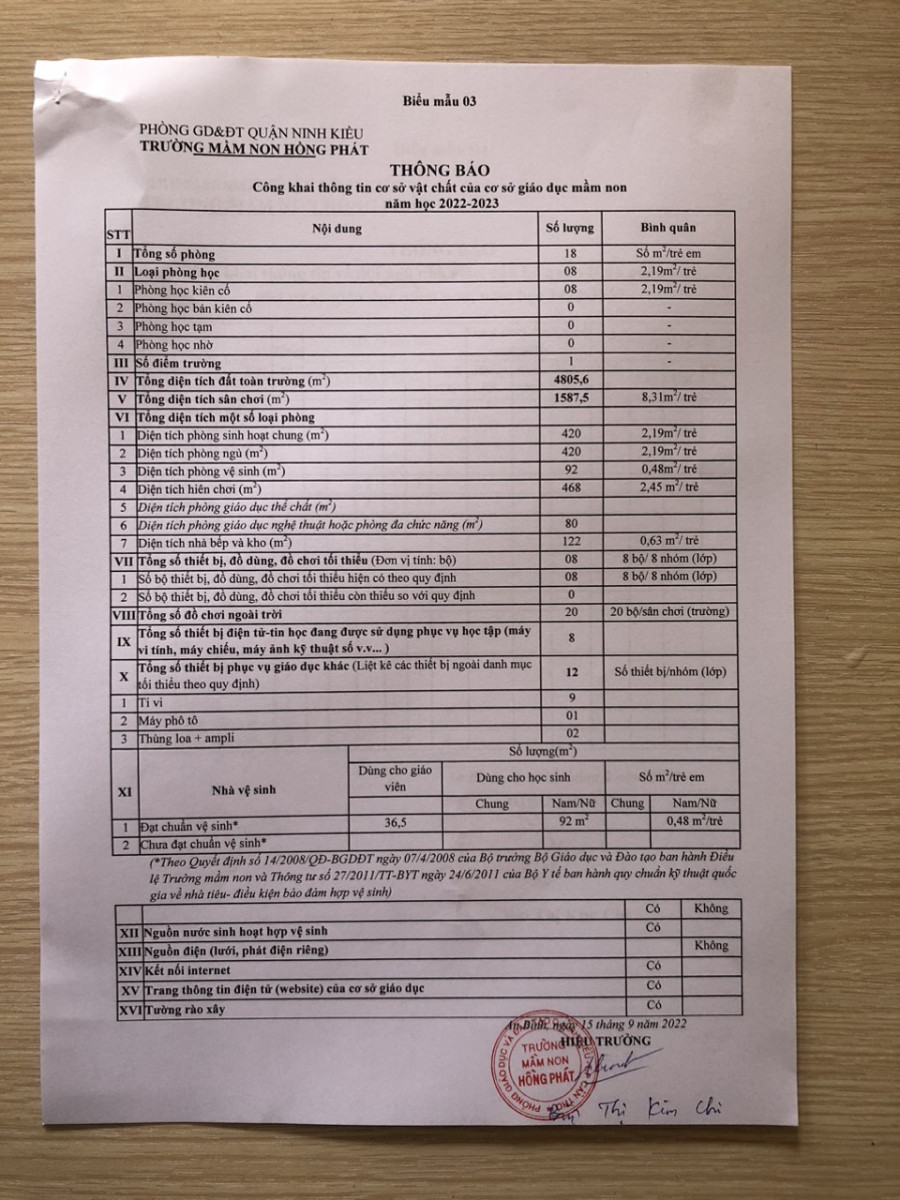 Biểu mẫu 03
PHÒNG GD&ĐT QUẬN NINH KIỀU
TRƯỜNG MẦM NON HỒNG PHÁT
THÔNG BÁO
Công khai thông tin cơ sở vật chất của cơ sở giáo dục mầm non
năm học 2022-2023
STT Nội dung Số lượng Bình quân
I Tổng số phòng 18 Số m²/trẻ em
II Loại phòng học 08 2,19m²/ trẻ
1 Phòng học kiên cố 08 2,19m²/ trẻ
2 Phòng học bán kiên cố 0 -
3 Phòng học tạm 0 -
4 Phòng học nhờ 0 -
III Số điểm trường 1 -
IV Tổng diện tích đất toàn trường (m²) 4805,6
V Tổng diện tích sân chơi (m²) 1587,5 8,31m²/ trẻ
VI Tổng diện tích một số loại phòng
1 Diện tích phòng sinh hoạt chung (m²) 420 2,19m²/ trẻ
2 Diện tích phòng ngủ (m²) 420 2,19m²/ trẻ
3 Diện tích phòng vệ sinh (m²) 92 0,48m²/ trẻ
4 Diện tích hiên chơi (m²) 468 2,45 m²/ trẻ
5 Diện tích phòng giáo dục thể chất (m²)
6 Diện tích phòng giáo dục nghệ thuật hoặc phòng đa chức năng (m²) 80
7 Diện tích nhà bếp và kho (m²) 122 0,63 m²/ trẻ
VII Tổng số thiết bị, đồ dùng, đồ chơi tối thiểu (Đơn vị tính: bộ) 08 8 bộ/ 8 nhóm (lớp)
1 Số bộ thiết bị, đồ dùng, đồ chơi tối thiểu hiện có theo quy định 08 8 bộ/ 8 nhóm (lớp)
2 Số bộ thiết bị, đồ dùng, đồ chơi tối thiểu còn thiếu so với quy định 0
VIII Tổng số đồ chơi ngoài trời 20 20 bộ/sân chơi (trường)
IX Tổng số thiết bị điện tử-tin học đang được sử dụng phục vụ học tập (máy
vi tính, máy chiếu, máy ảnh kỹ thuật số v.v... ) 8
X Tổng số thiết bị phục vụ giáo dục khác (Liệt kê các thiết bị ngoài danh mục
tối thiểu theo quy định) 12 Số thiết bị/nhóm (lớp)
1 Ti vi 9
2 Máy phô tô 01
3 Thùng loa + ampli 02
XI Nhà vệ sinh Số lượng(m²)
Dùng cho giáo viên Dùng cho học sinh Số m²/trẻ em
Chung Nam/Nữ Chung Nam/Nữ
1 Đạt chuẩn vệ sinh* 36,5 92 m² 0,48 m²/trẻ
2 Chưa đạt chuẩn vệ sinh*
(*Theo Quyết định số 14/2008/QĐ-BGDĐT ngày 07/4/2008 của Bộ trưởng Bộ Giáo dục và Đào tạo ban hành Điều
lệ Trường mầm non và Thông tư số 27/2011/TT-BYT ngày 24/6/2011 của Bộ Y tế ban hành quy chuẩn kỹ thuật quốc
gia về nhà tiêu- điều kiện bảo đảm hợp vệ sinh)
Có Không
XII Nguồn nước sinh hoạt hợp vệ sinh Có
XIII Nguồn điện (lưới, phát điện riêng) Không
XIV Kết nối internet Có
XV Trang thông tin điện tử (website) của cơ sở giáo dục Có
XVI Tường rào xây Có
An Bình, ngày 15 tháng 9 năm 2022
HIỆU TRƯỞNG
TRƯỜNG
MẦM NON
HỒNG PHÁT
Thị Kim Chi